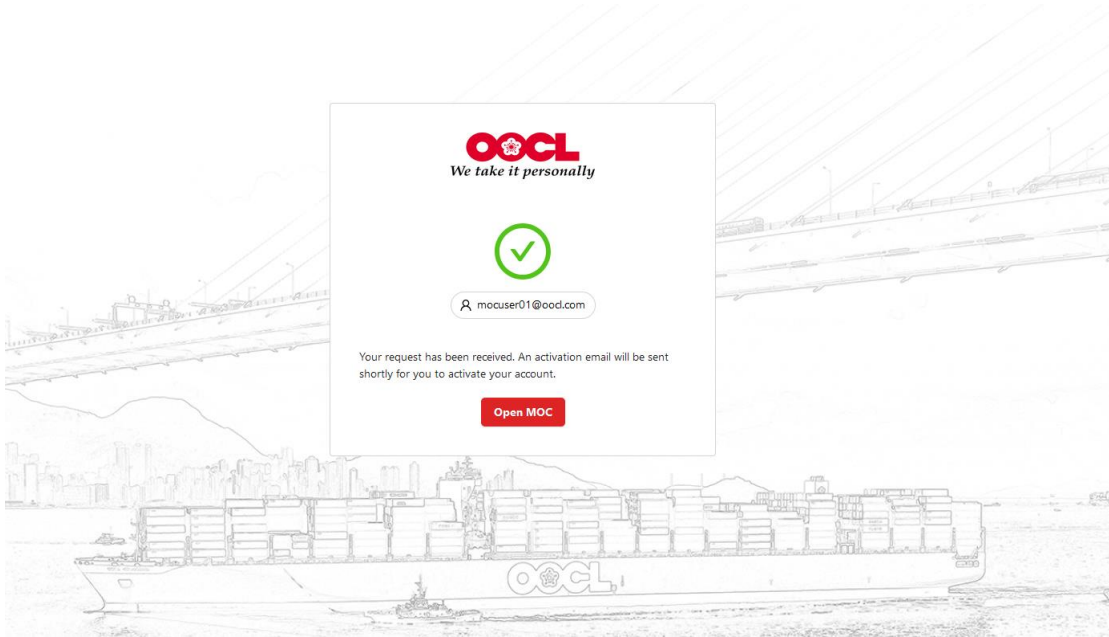 OOCL
We take it personally
mocuser01@oocl.com
Your request has been received. An activation email will be sent
shortly for you to activate your account.
Open MOC
OOCL